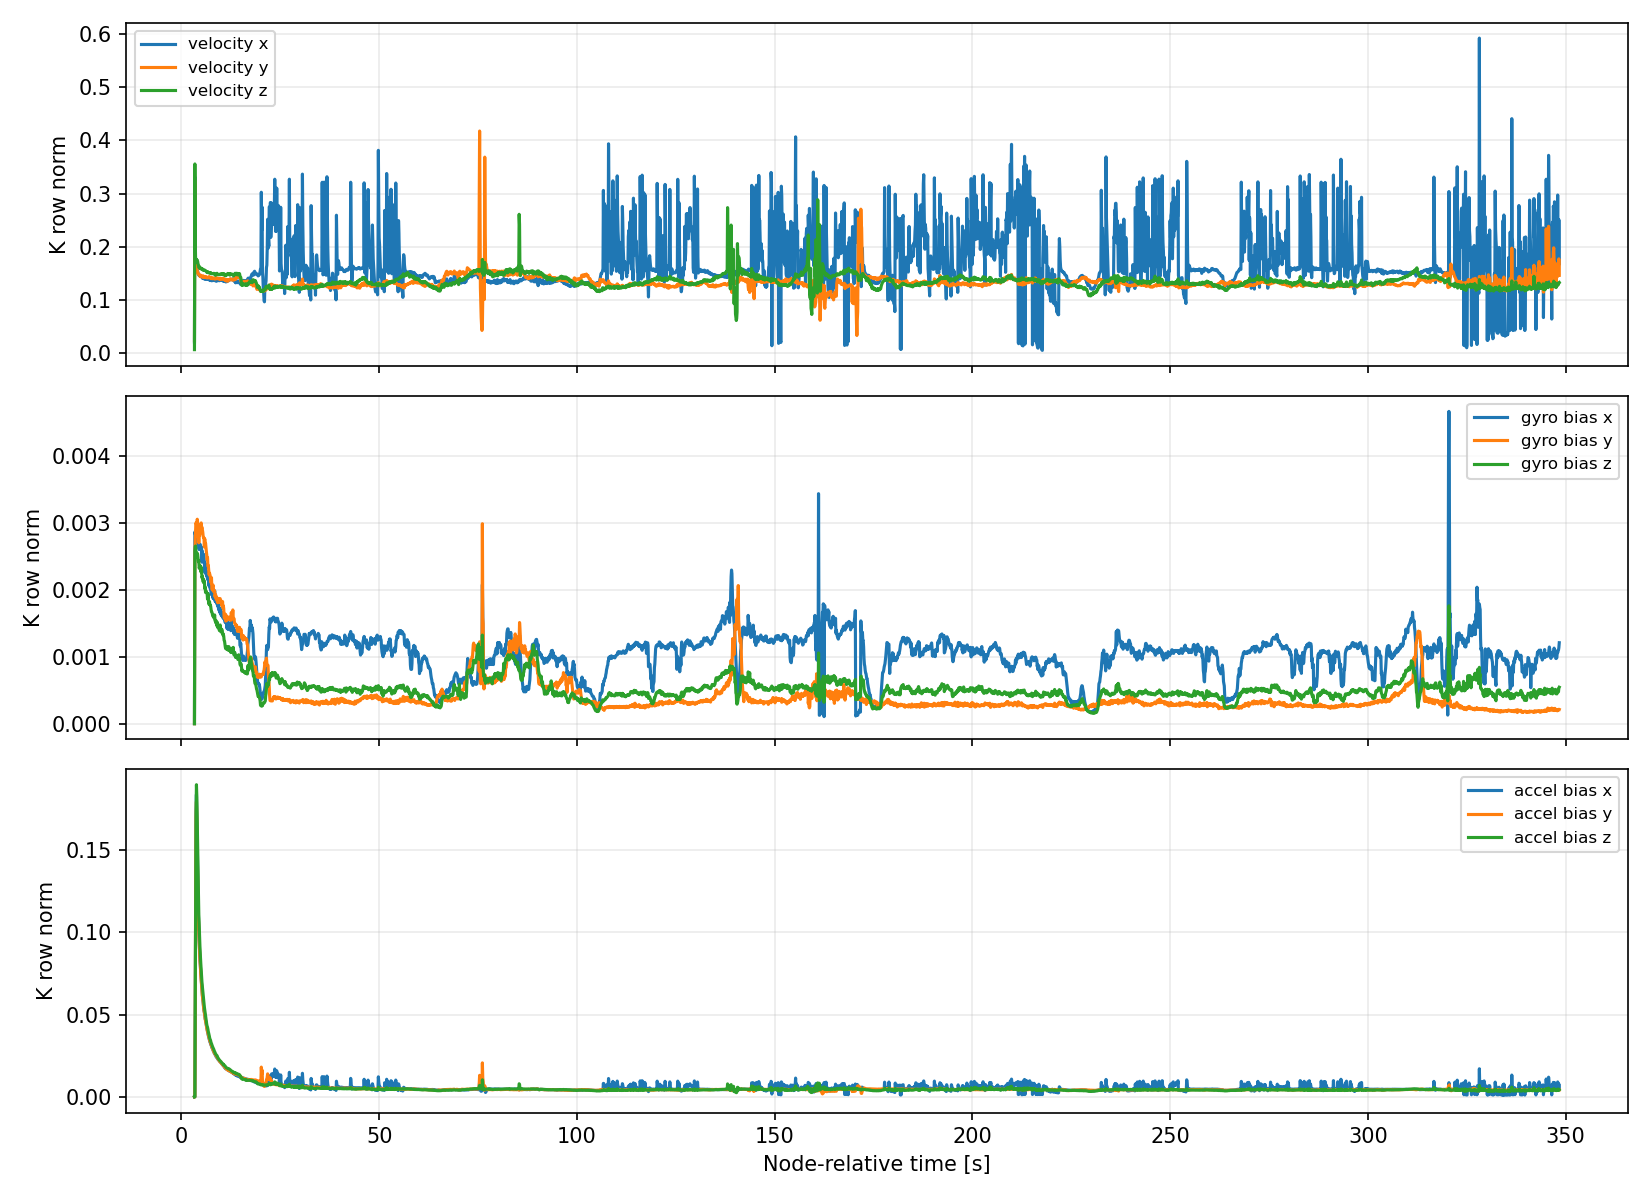 0.6
0.5
0.4
0.3
0.2
0.1
0.0
K row norm
velocity x
velocity y
velocity z
0.004
0.003
0.002
0.001
0.000
K row norm
gyro bias x
gyro bias y
gyro bias z
0.15
0.10
0.05
0.00
K row norm
accel bias x
accel bias y
accel bias z
0 50 100 150 200 250 300 350
Node-relative time [s]